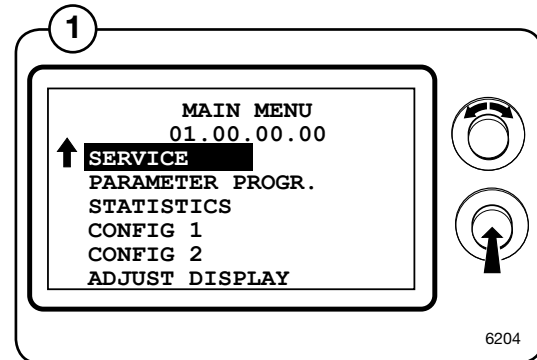 1
MAIN MENU
01.00.00.00
SERVICE
PARAMETER PROGR.
STATISTICS
CONFIG 1
CONFIG 2
ADJUST DISPLAY
6204